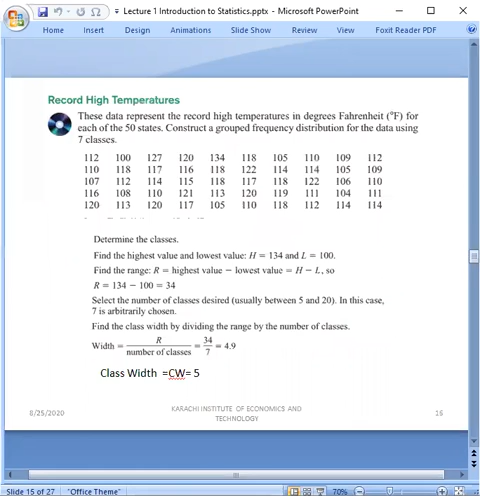 Lecture 1 Introduction to Statistics.pptx - Microsoft PowerPoint
Home Insert Design Animations Slide Show Review View Foxit Reader PDF
Record High Temperatures
These data represent the record high temperatures in degrees Fahrenheit (°F) for
each of the 50 states. Construct a grouped frequency distribution for the data using
7 classes.
112 100 127 120 134 118 105 110 109 112
110 118 117 116 118 122 114 114 105 109
107 112 114 115 118 117 118 122 106 110
116 108 110 121 113 120 119 111 104 111
120 113 120 117 105 110 118 112 114 114
Determine the classes.
Find the highest value and lowest value: H = 134 and L = 100.
Find the range: R = highest value − lowest value = H − L, so
R = 134 − 100 = 34
Select the number of classes desired (usually between 5 and 20). In this case,
7 is arbitrarily chosen.
Find the class width by dividing the range by the number of classes.
Width = R / number of classes = 34 / 7 = 4.9
Class Width =CW= 5
8/25/2020
KARACHI INSTITUTE OF ECONOMICS AND
TECHNOLOGY
16
Slide 15 of 27 "Office Theme" 70%